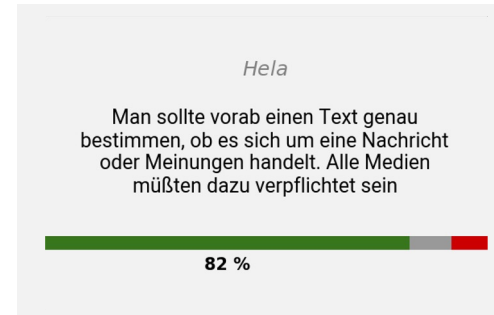 Hela
Man sollte vorab einen Text genau
bestimmen, ob es sich um eine Nachricht
oder Meinungen handelt. Alle Medien
müßten dazu verpflichtet sein
82 %